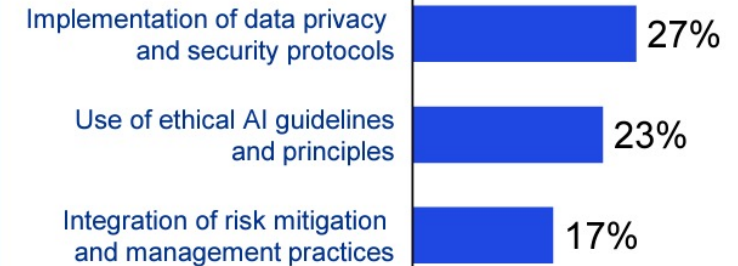 Implementation of data privacy
and security protocols
27%
Use of ethical AI guidelines
and principles
23%
Integration of risk mitigation
and management practices
17%